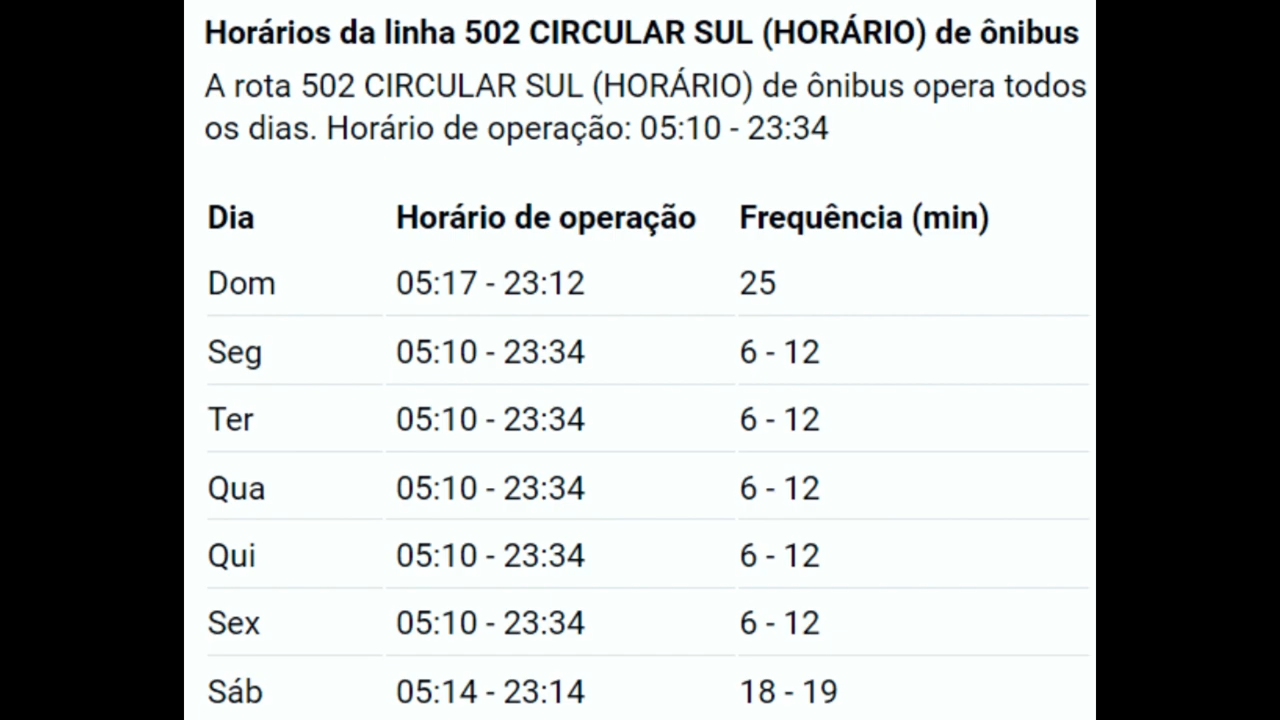 Horários da linha 502 CIRCULAR SUL (HORÁRIO) de ônibus
A rota 502 CIRCULAR SUL (HORÁRIO) de ônibus opera todos
os dias. Horário de operação: 05:10 - 23:34
Dia Horário de operação Frequência (min)
Dom 05:17 - 23:12 25
Seg 05:10 - 23:34 6 - 12
Ter 05:10 - 23:34 6 - 12
Qua 05:10 - 23:34 6 - 12
Qui 05:10 - 23:34 6 - 12
Sex 05:10 - 23:34 6 - 12
Sáb 05:14 - 23:14 18 - 19